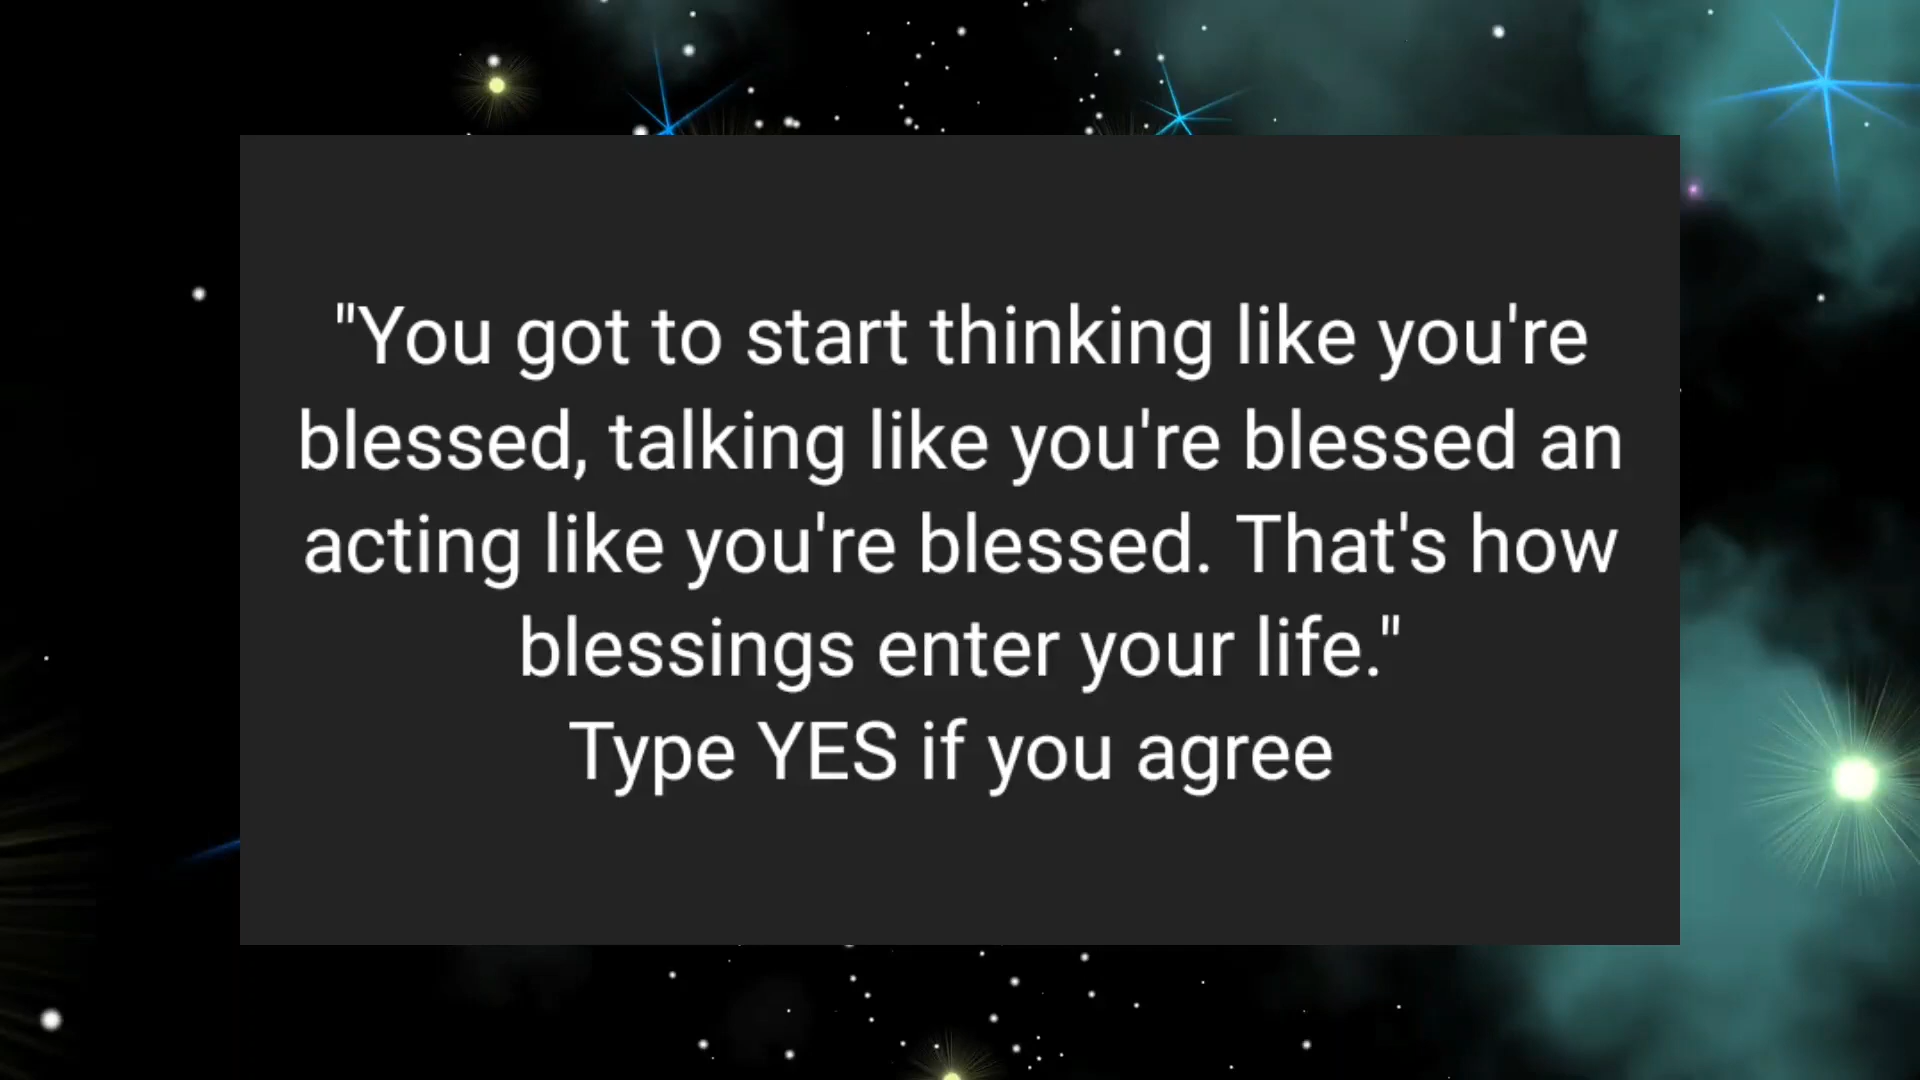 "You got to start thinking like you're
blessed, talking like you're blessed an
acting like you're blessed. That's how
blessings enter your life."
Type YES if you agree